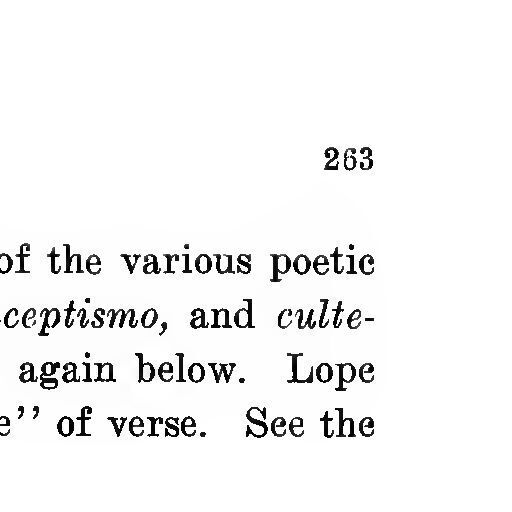 263
of the various poetic
ceptismo, and culte-
again below. Lope
e’’ of verse. See the